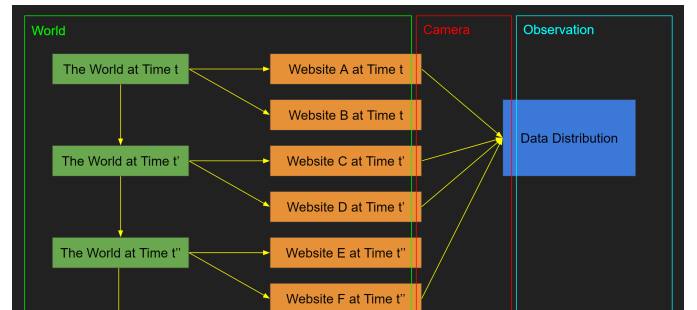 World
Camera
Observation
The World at Time t
Website A at Time t
Website B at Time t
Data Distribution
The World at Time t'
Website C at Time t'
Website D at Time t'
The World at Time t''
Website E at Time t''
Website F at Time t''